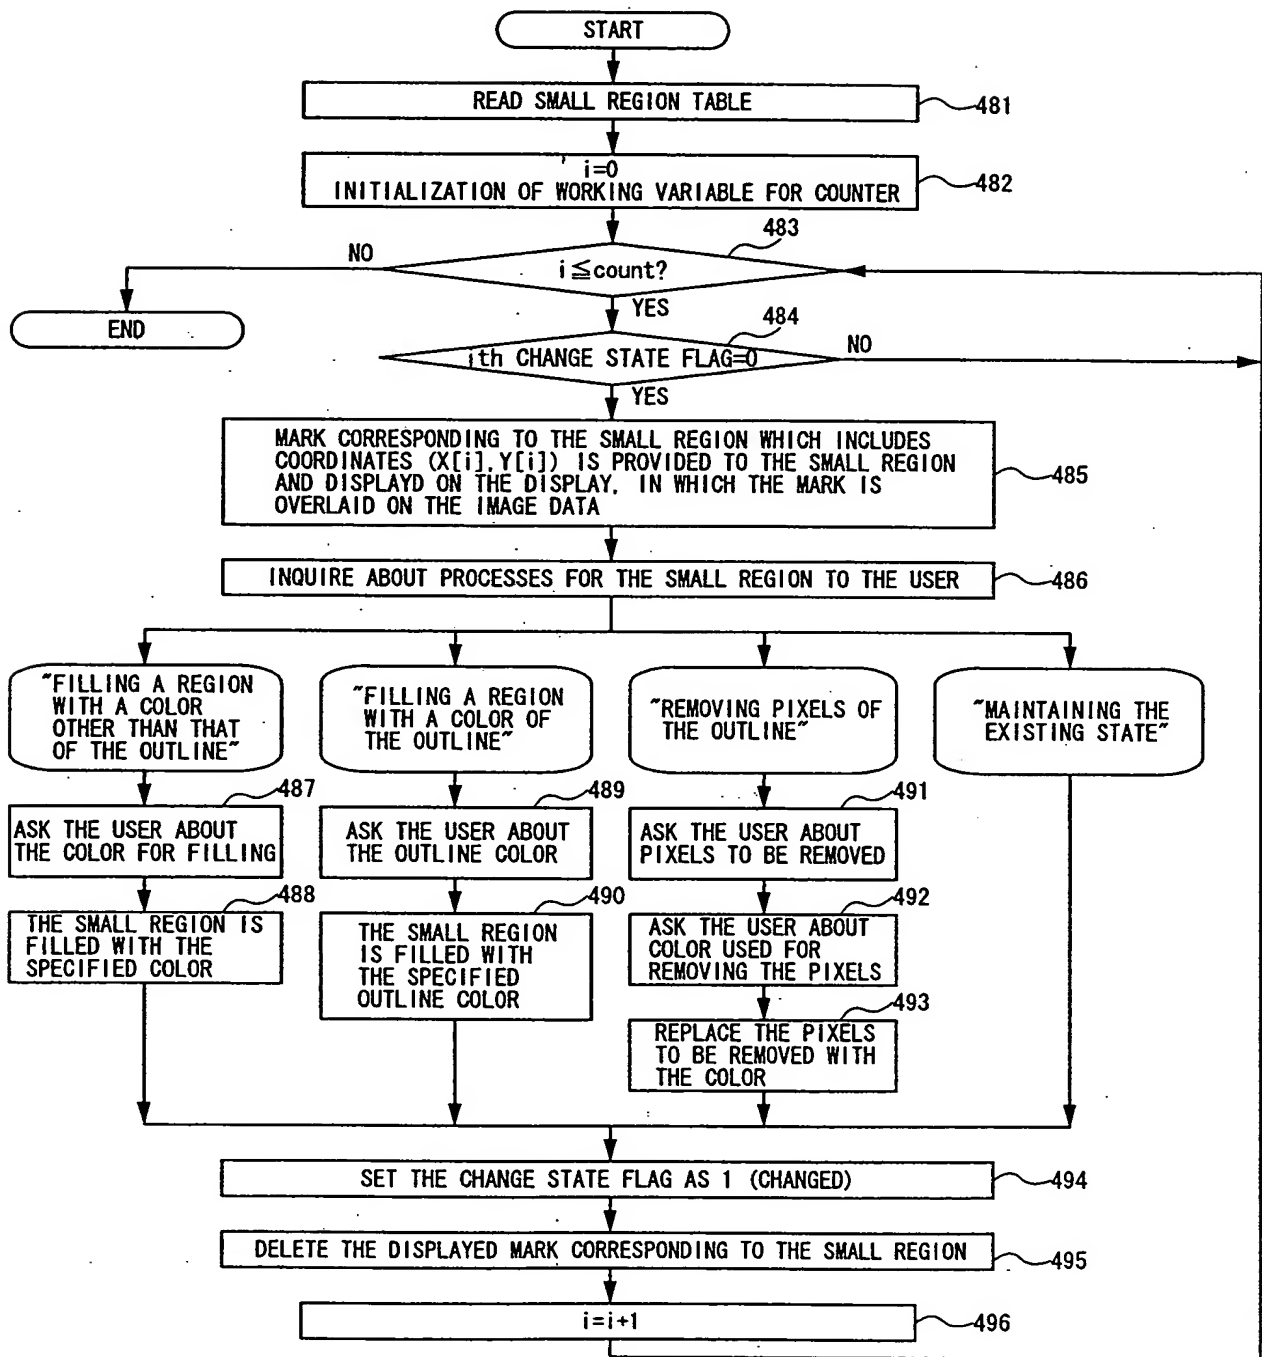 START
READ SMALL REGION TABLE
481
i=0
INITIALIZATION OF WORKING VARIABLE FOR COUNTER
482
483
NO
i≦count?
YES
END
484
ith CHANGE STATE FLAG=0
NO
YES
MARK CORRESPONDING TO THE SMALL REGION WHICH INCLUDES
COORDINATES (X[i],Y[i]) IS PROVIDED TO THE SMALL REGION
AND DISPLAYD ON THE DISPLAY, IN WHICH THE MARK IS
OVERLAID ON THE IMAGE DATA
485
INQUIRE ABOUT PROCESSES FOR THE SMALL REGION TO THE USER
486
"FILLING A REGION
WITH A COLOR
OTHER THAN THAT
OF THE OUTLINE"
"FILLING A REGION
WITH A COLOR OF
THE OUTLINE"
"REMOVING PIXELS OF
THE OUTLINE"
"MAINTAINING THE
EXISTING STATE"
487
ASK THE USER ABOUT
THE COLOR FOR FILLING
488
THE SMALL REGION IS
FILLED WITH THE
SPECIFIED COLOR
489
ASK THE USER ABOUT
THE OUTLINE COLOR
490
THE SMALL REGION
IS FILLED WITH
THE SPECIFIED
OUTLINE COLOR
491
ASK THE USER ABOUT
PIXELS TO BE REMOVED
492
ASK THE USER ABOUT
COLOR USED FOR
REMOVING THE PIXELS
493
REPLACE THE PIXELS
TO BE REMOVED WITH
THE COLOR
SET THE CHANGE STATE FLAG AS 1 (CHANGED)
494
DELETE THE DISPLAYED MARK CORRESPONDING TO THE SMALL REGION
495
i=i+1
496